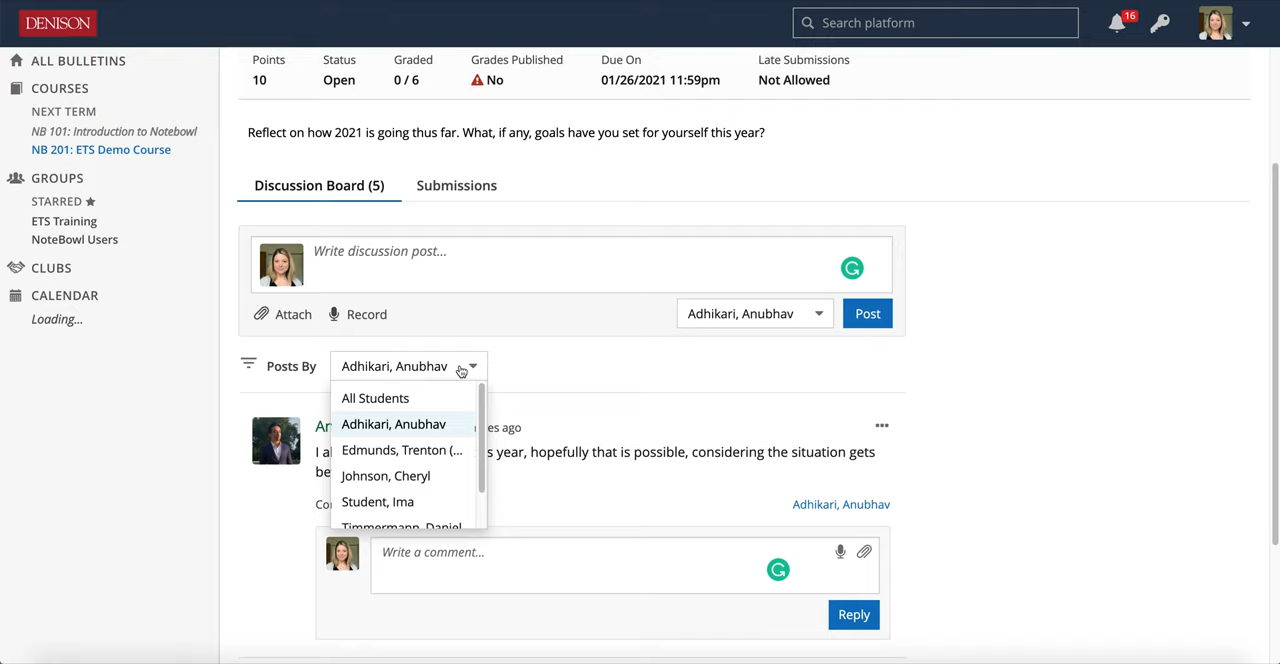 DENISON
Search platform
16
ALL BULLETINS
COURSES
NEXT TERM
NB 101: Introduction to Notebowl
NB 201: ETS Demo Course
GROUPS
STARRED
ETS Training
NoteBowl Users
CLUBS
CALENDAR
Loading...
Points Status Graded Grades Published Due On Late Submissions
10 Open 0 / 6 No 01/26/2021 11:59pm Not Allowed
Reflect on how 2021 is going thus far. What, if any, goals have you set for yourself this year?
Discussion Board (5) Submissions
Write discussion post...
Attach Record Adhikari, Anubhav Post
Posts By Adhikari, Anubhav
All Students
Adhikari, Anubhav
Edmunds, Trenton (...
Johnson, Cheryl
Student, Ima
Timmermann, Daniel
An es ago
I a s year, hopefully that is possible, considering the situation gets
be
Co Adhikari, Anubhav
Write a comment...
Reply